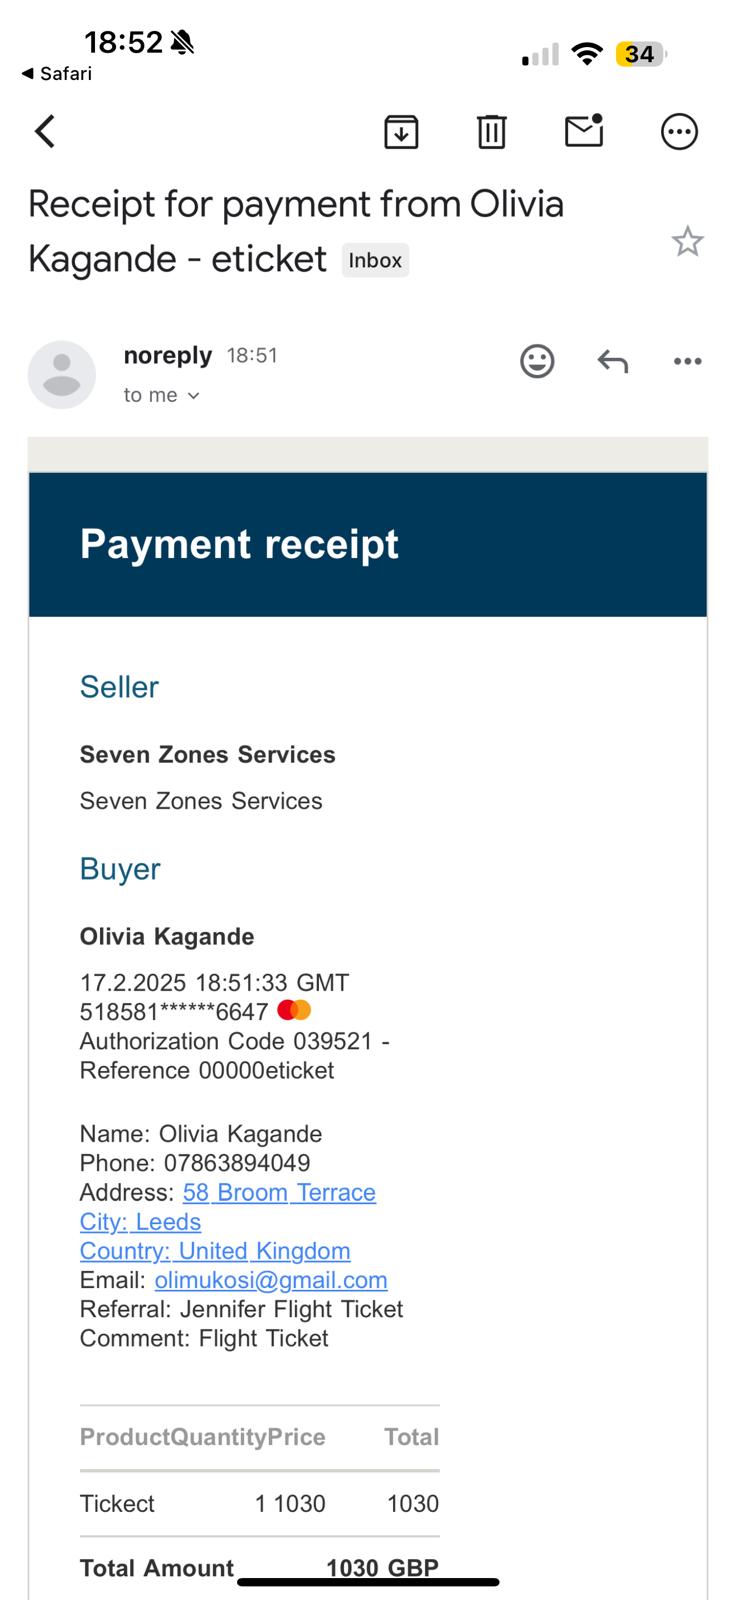 18:52
34
Safari
Receipt for payment from Olivia
Kagande - eticket Inbox
noreply 18:51
to me
Payment receipt
Seller
Seven Zones Services
Seven Zones Services
Buyer
Olivia Kagande
17.2.2025 18:51:33 GMT
518581******6647
Authorization Code 039521 -
Reference 00000eticket
Name: Olivia Kagande
Phone: 07863894049
Address: 58 Broom Terrace
City: Leeds
Country: United Kingdom
Email: olimukosi@gmail.com
Referral: Jennifer Flight Ticket
Comment: Flight Ticket
ProductQuantityPrice Total
Tickect 1 1030 1030
Total Amount 1030 GBP